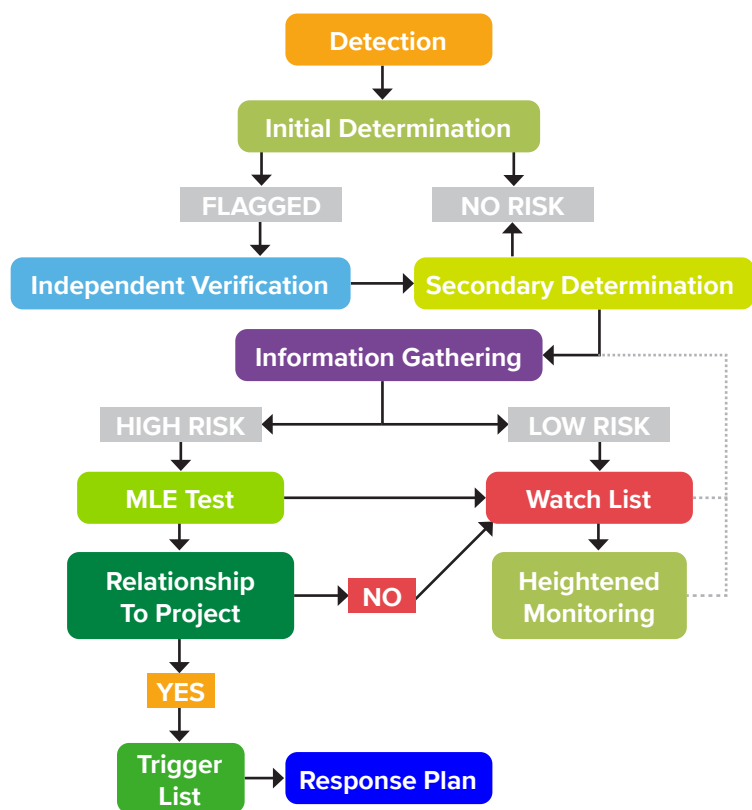 Detection
Initial Determination
FLAGGED
NO RISK
Independent Verification
Secondary Determination
Information Gathering
HIGH RISK
LOW RISK
MLE Test
Watch List
Relationship
To Project
NO
Heightened
Monitoring
YES
Trigger
List
Response Plan